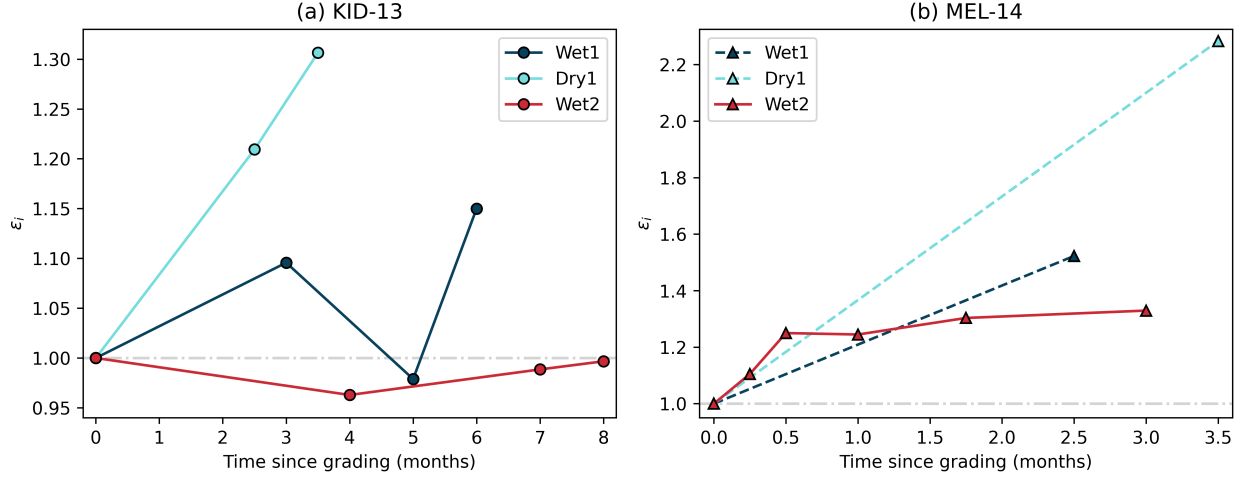 (a) KID-13
1.30
1.25
1.20
1.15
1.10
1.05
1.00
0.95
εi
0 1 2 3 4 5 6 7 8
Time since grading (months)
Wet1
Dry1
Wet2
(b) MEL-14
2.2
2.0
1.8
1.6
1.4
1.2
1.0
εi
0.0 0.5 1.0 1.5 2.0 2.5 3.0 3.5
Time since grading (months)
Wet1
Dry1
Wet2